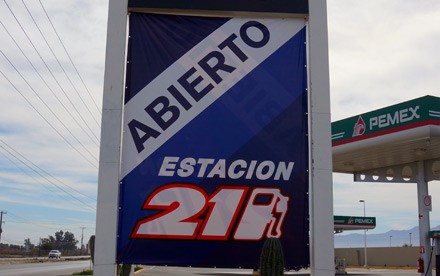 ABIERTO
ESTACION
21
PEMEX
PEMEX